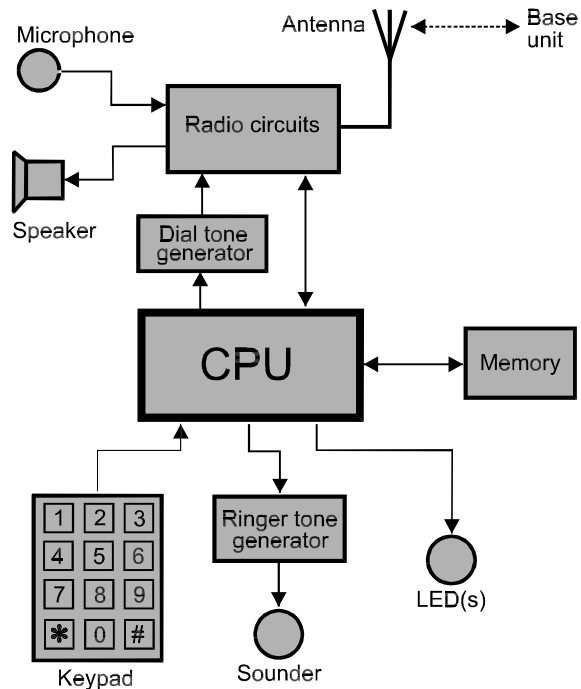 Microphone
Antenna
Base
unit
Radio circuits
Speaker
Dial tone
generator
CPU
Memory
1 2 3
4 5 6
7 8 9
* 0 #
Keypad
Ringer tone
generator
Sounder
LED(s)